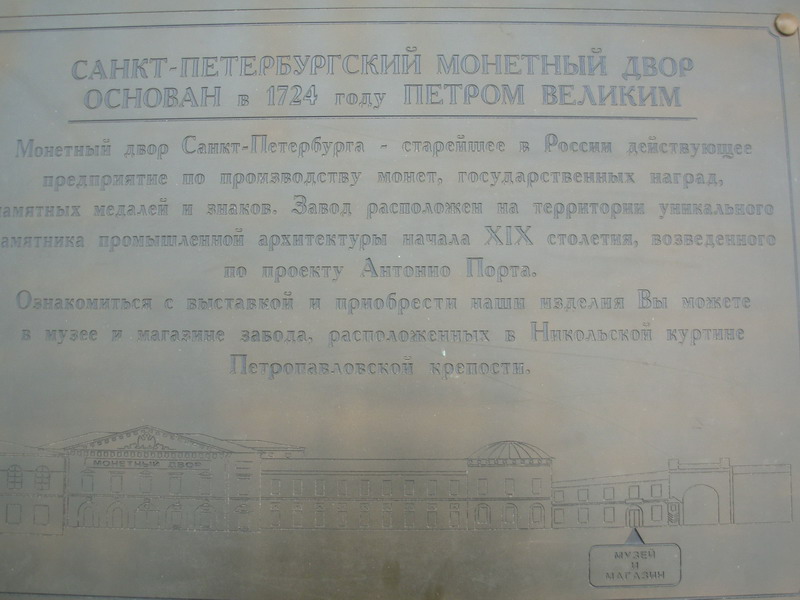 САНКТ-ПЕТЕРБУРГСКИЙ МОНЕТНЫЙ ДВОР
ОСНОВАН в 1724 году ПЕТРОМ ВЕЛИКИМ
Монетный двор Санкт-Петербурга - старейшее в России действующее
предприятие по производству монет, государственных наград,
памятных медалей и знаков. Завод расположен на территории уникального
памятника промышленной архитектуры начала XIX столетия, возведенного
по проекту Антонио Порта.
Ознакомиться с выставкой и приобрести наши изделия Вы можете
в музее и магазине завода, расположенных в Никольской куртине
Петропавловской крепости.
МОНЕТНЫЙ ДВОР
МУЗЕЙ
И
МАГАЗИН